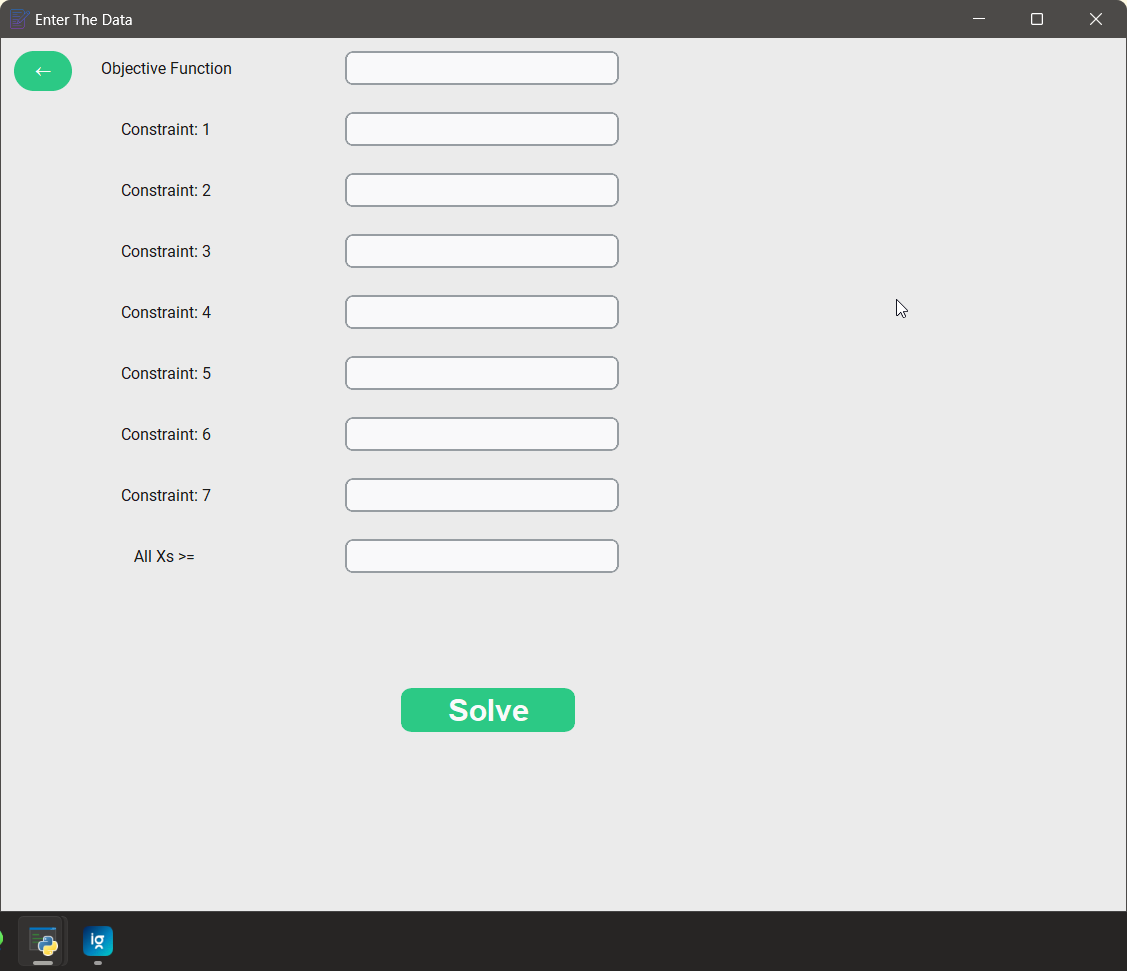 Enter The Data
← Objective Function
Constraint: 1
Constraint: 2
Constraint: 3
Constraint: 4
Constraint: 5
Constraint: 6
Constraint: 7
All Xs >=
Solve
ig